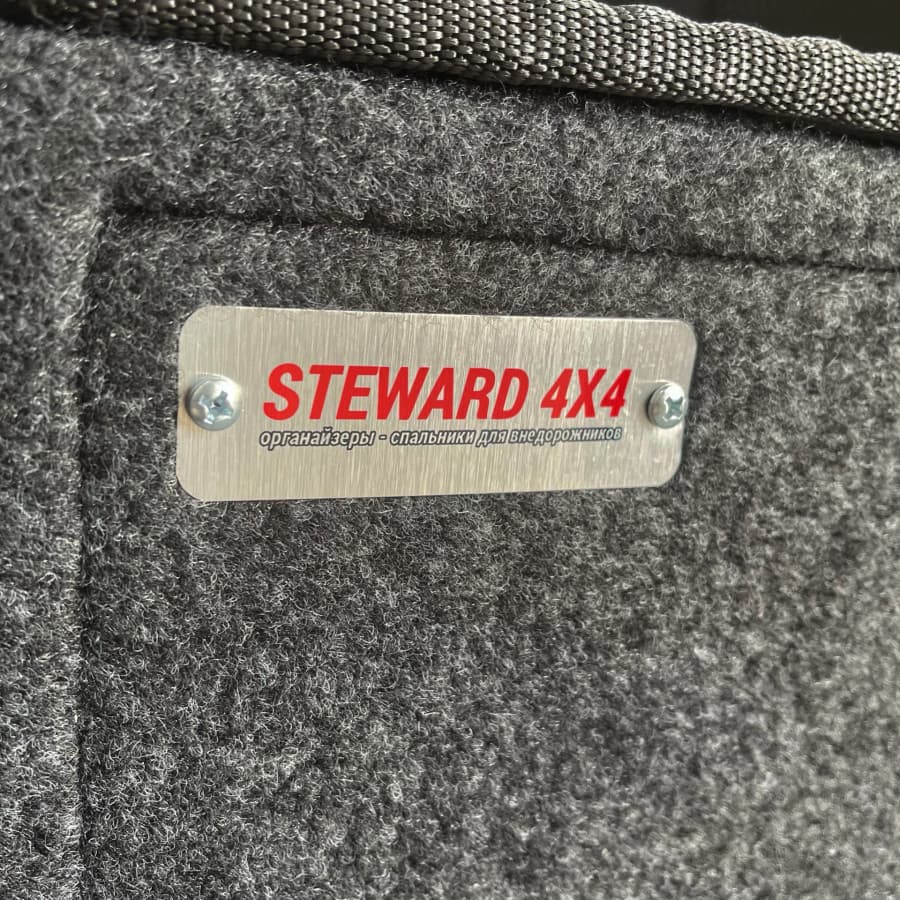 STEWARD 4X4
органайзеры - спальники для внедорожников